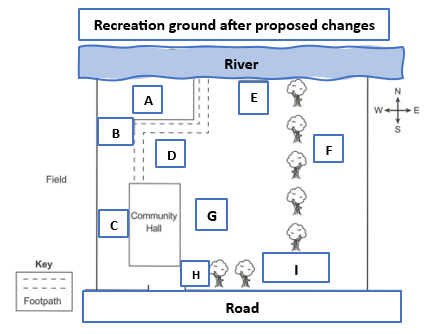 Recreation ground after proposed changes
River
A
E
N
W
E
S
B
F
D
Field
G
C
Community
Hall
Key
H
I
Footpath
Road